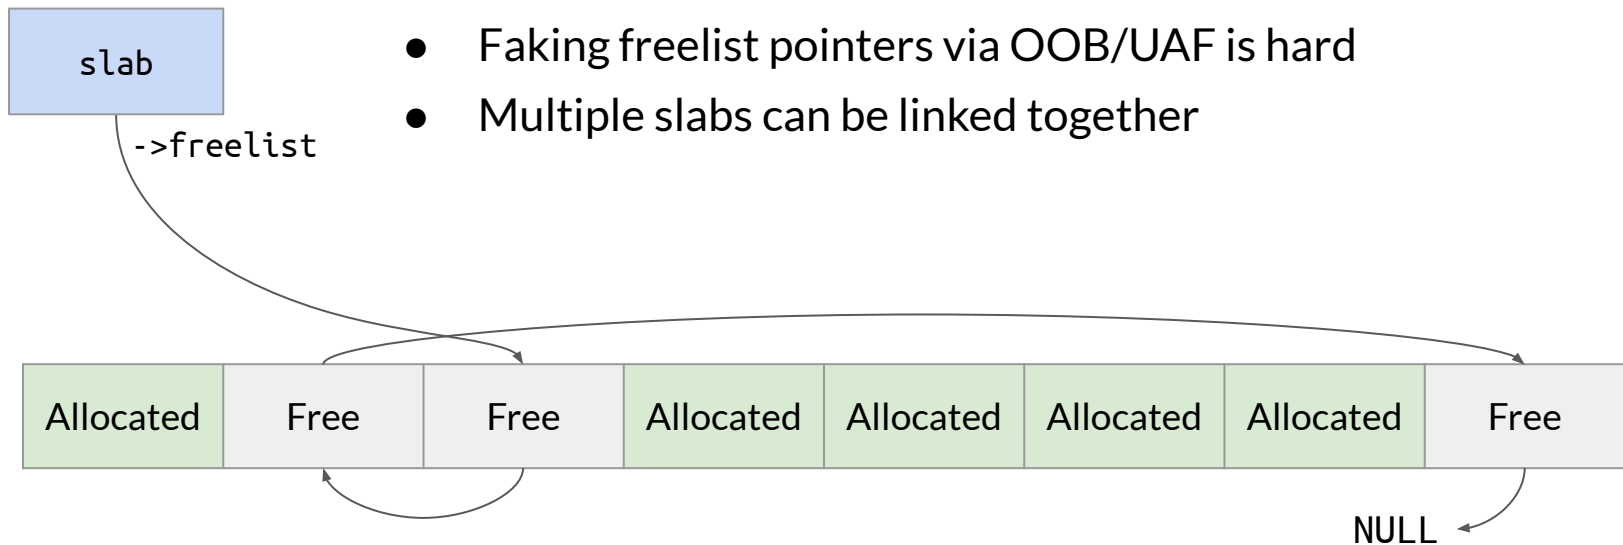 slab
● Faking freelist pointers via OOB/UAF is hard
● Multiple slabs can be linked together
->freelist
Allocated Free Free Allocated Allocated Allocated Allocated Free
NULL